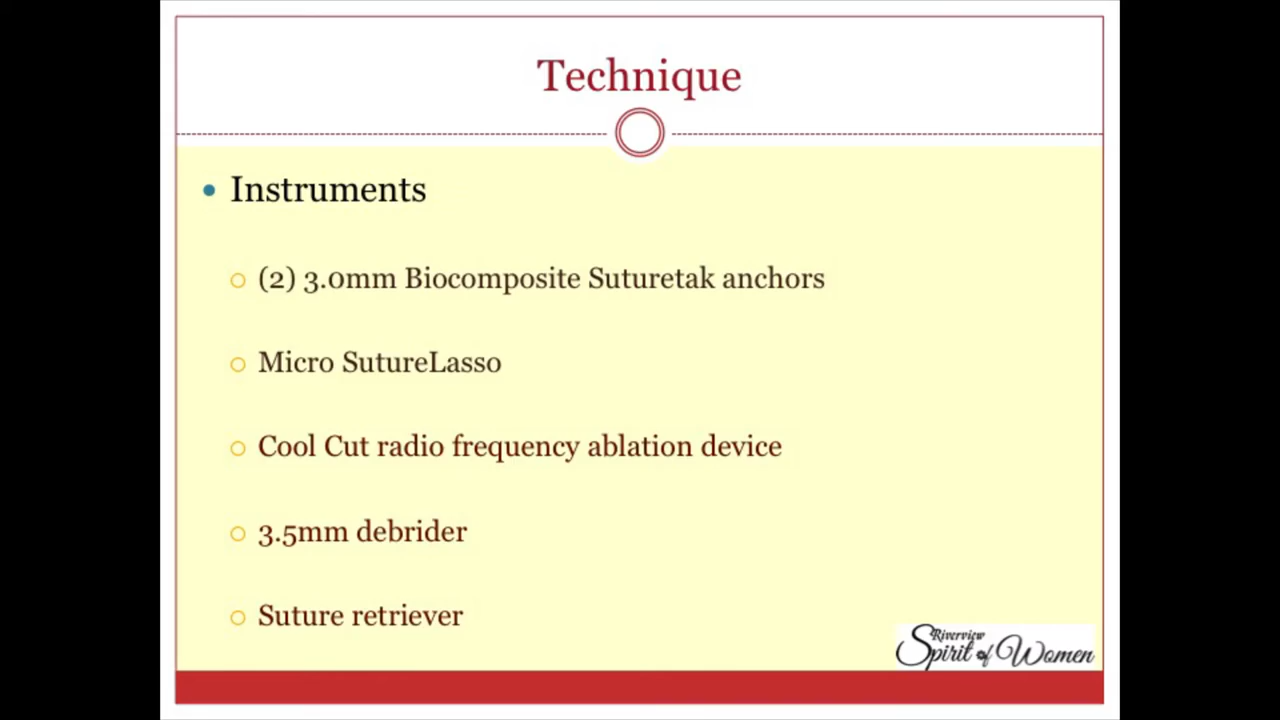 Technique
Instruments
(2) 3.0mm Biocomposite Suturetak anchors
Micro SutureLasso
Cool Cut radio frequency ablation device
3.5mm debrider
Suture retriever
Riverview
Spirit of Women